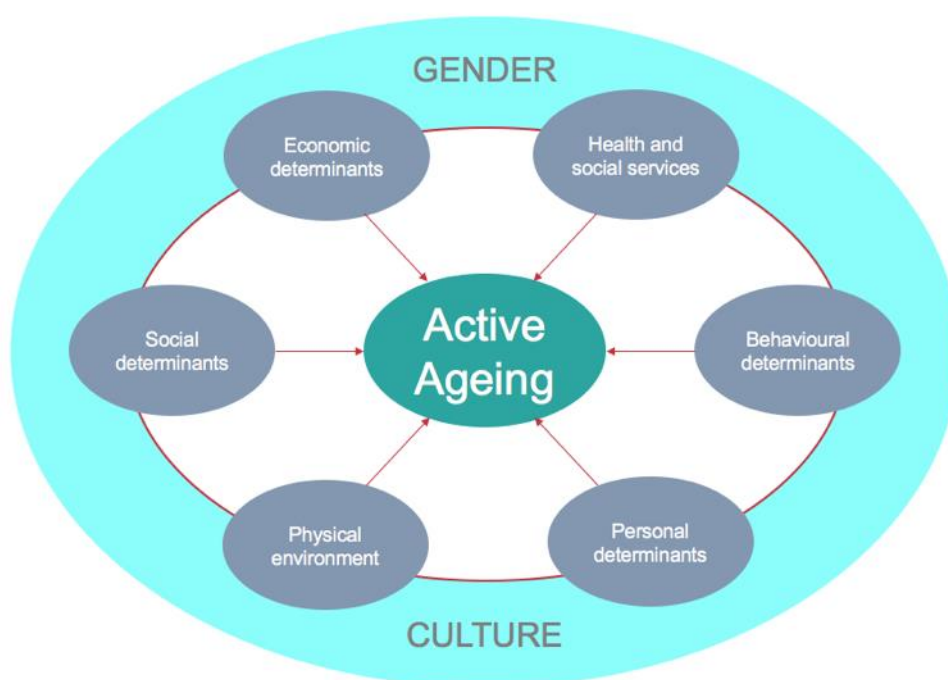 GENDER
Economic
determinants
Health and
social services
Social
determinants
Active
Ageing
Behavioural
determinants
Physical
environment
Personal
determinants
CULTURE